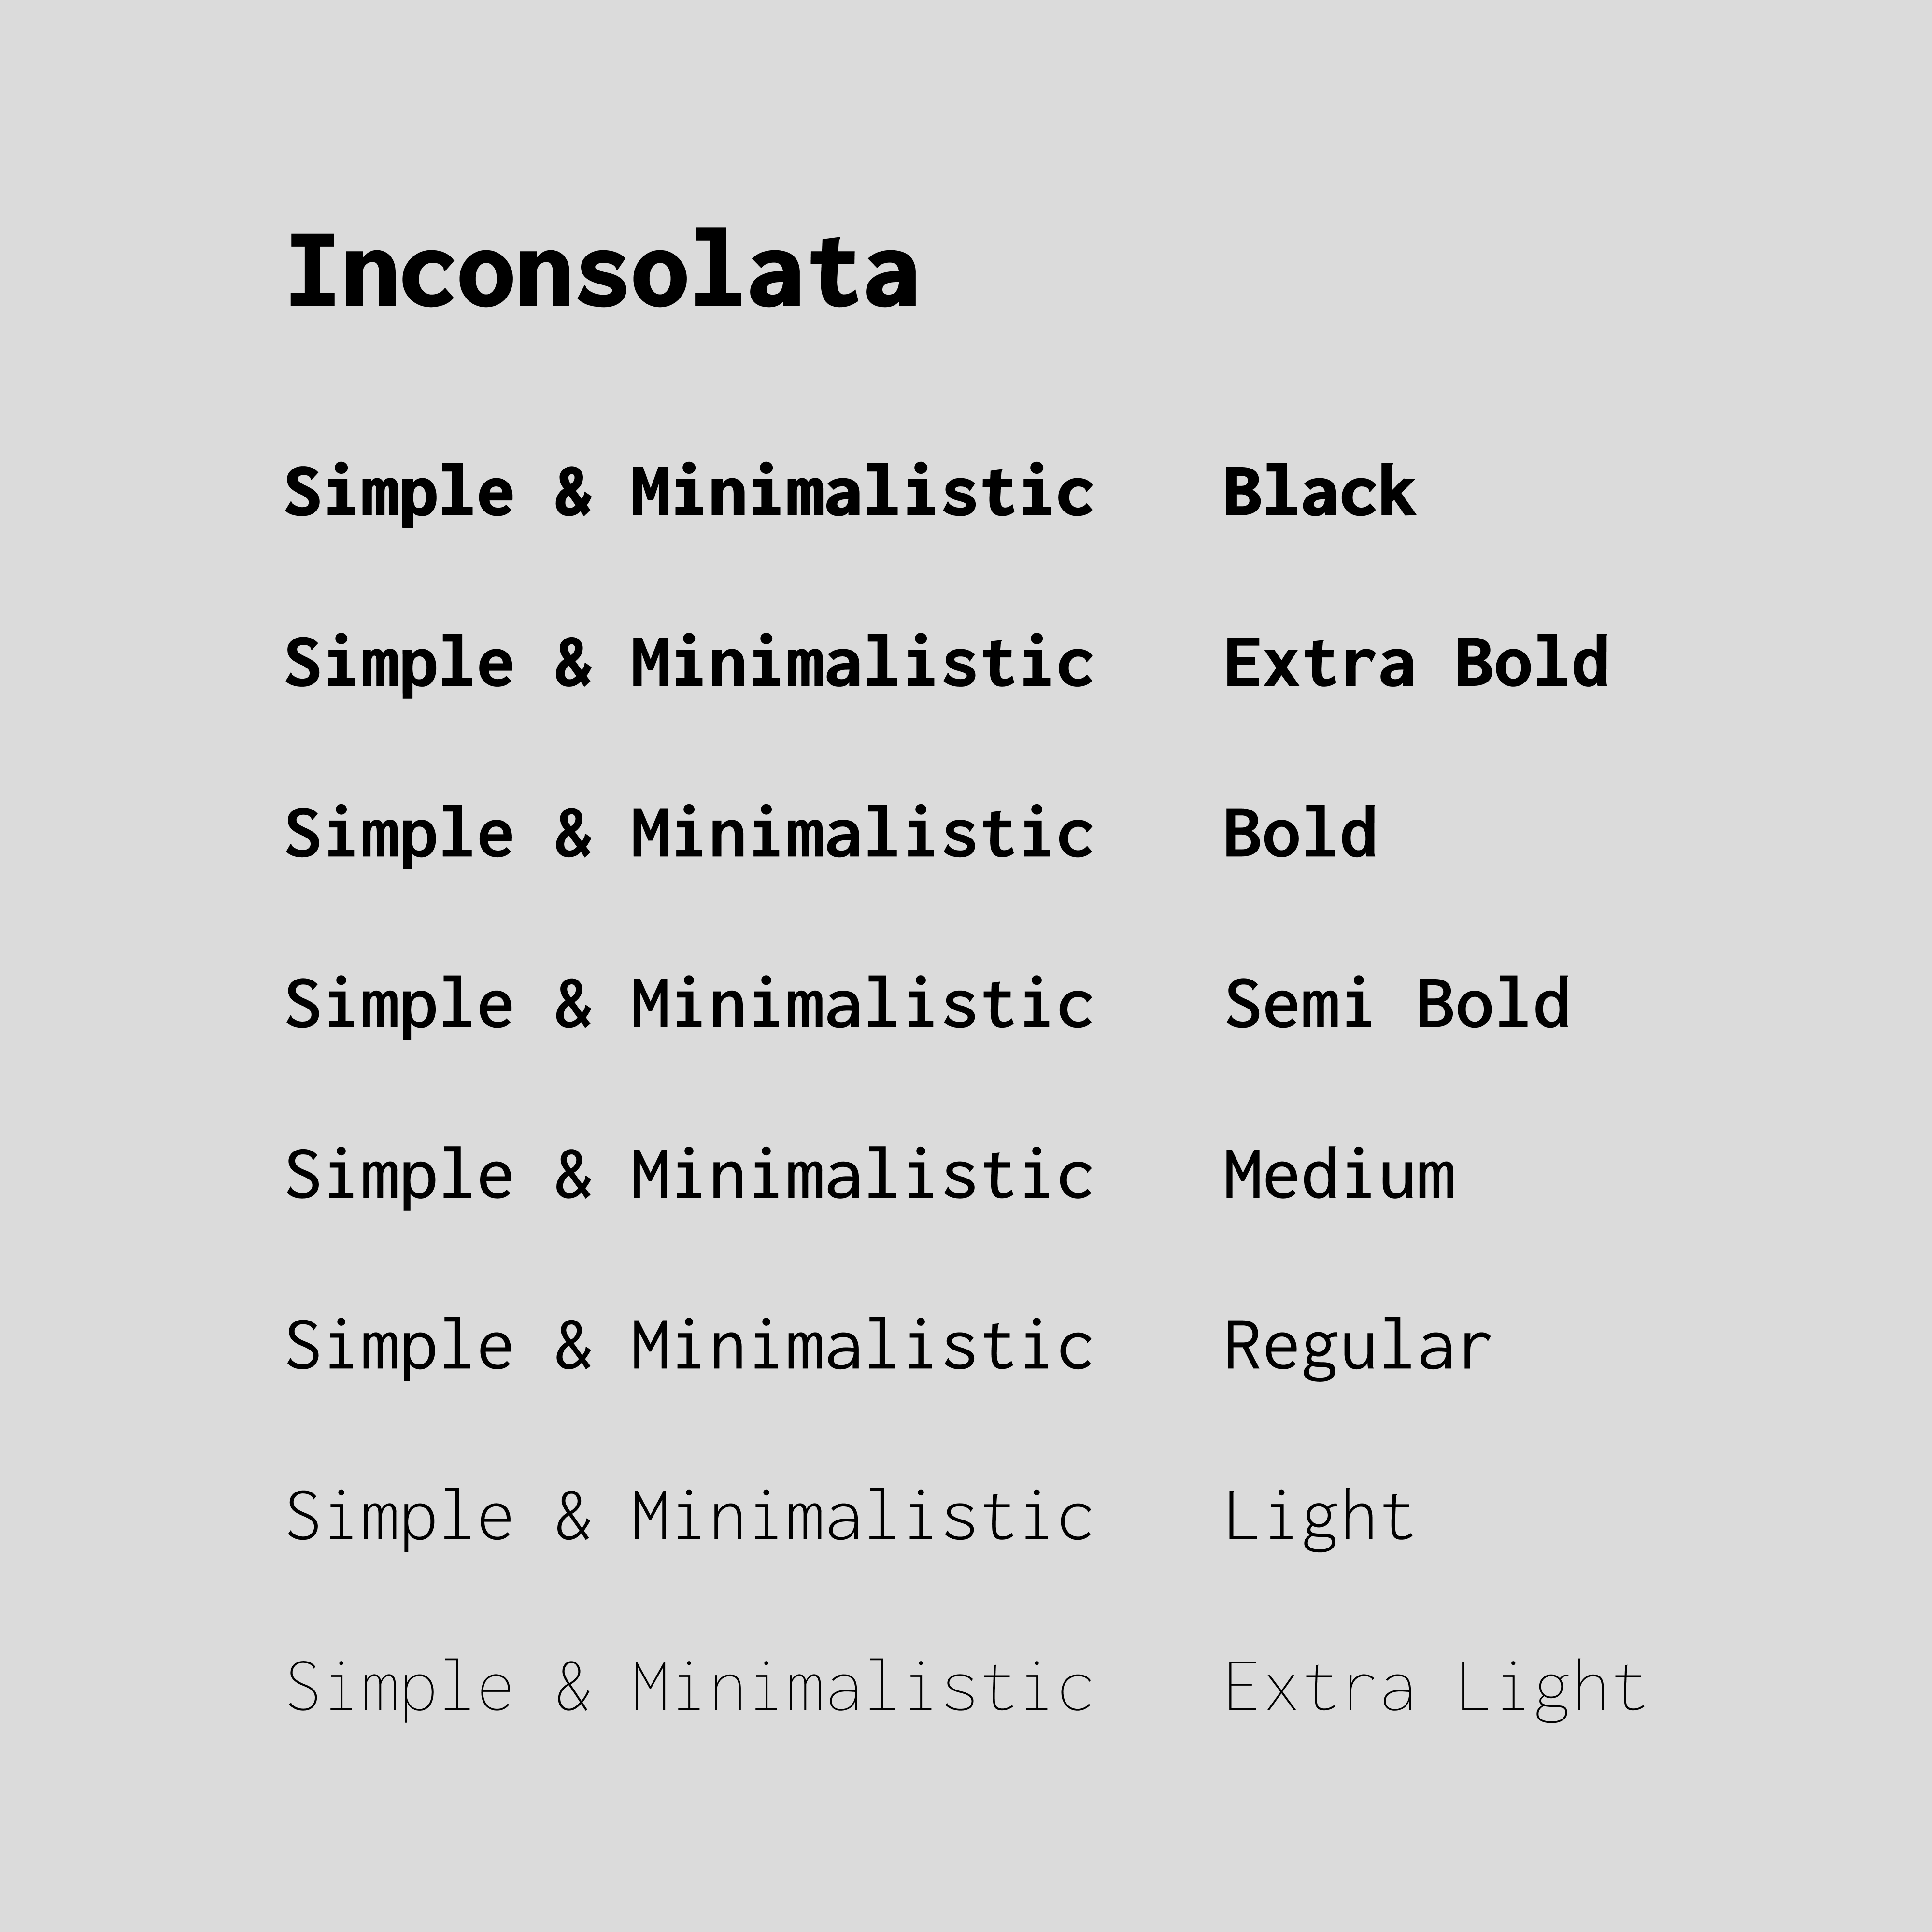 Inconsolata
Simple & Minimalistic Black
Simple & Minimalistic Extra Bold
Simple & Minimalistic Bold
Simple & Minimalistic Semi Bold
Simple & Minimalistic Medium
Simple & Minimalistic Regular
Simple & Minimalistic Light
Simple & Minimalistic Extra Light